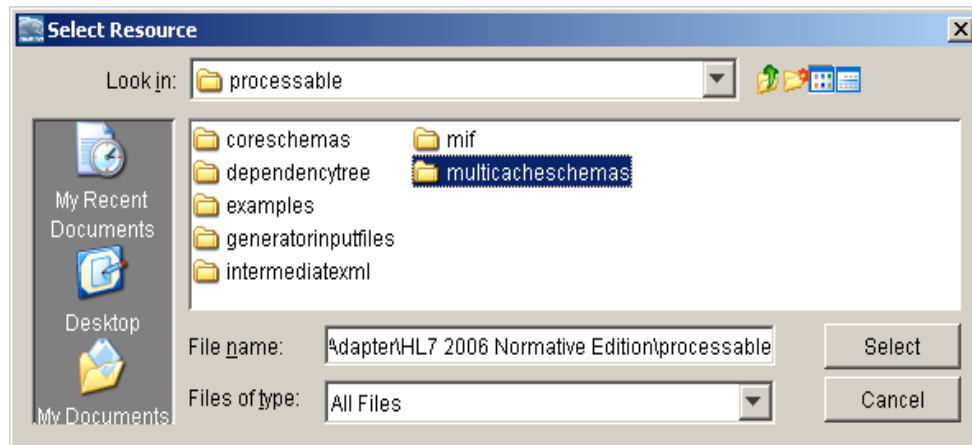 Select Resource
Look in: processable
coreschemas mif
dependencytree multicacheschemas
examples
generatorinputfiles
intermediatexml
My Recent
Documents
Desktop
My Documents
File name: Adapter\HL7 2006 Normative Edition\processable Select
Files of type: All Files Cancel